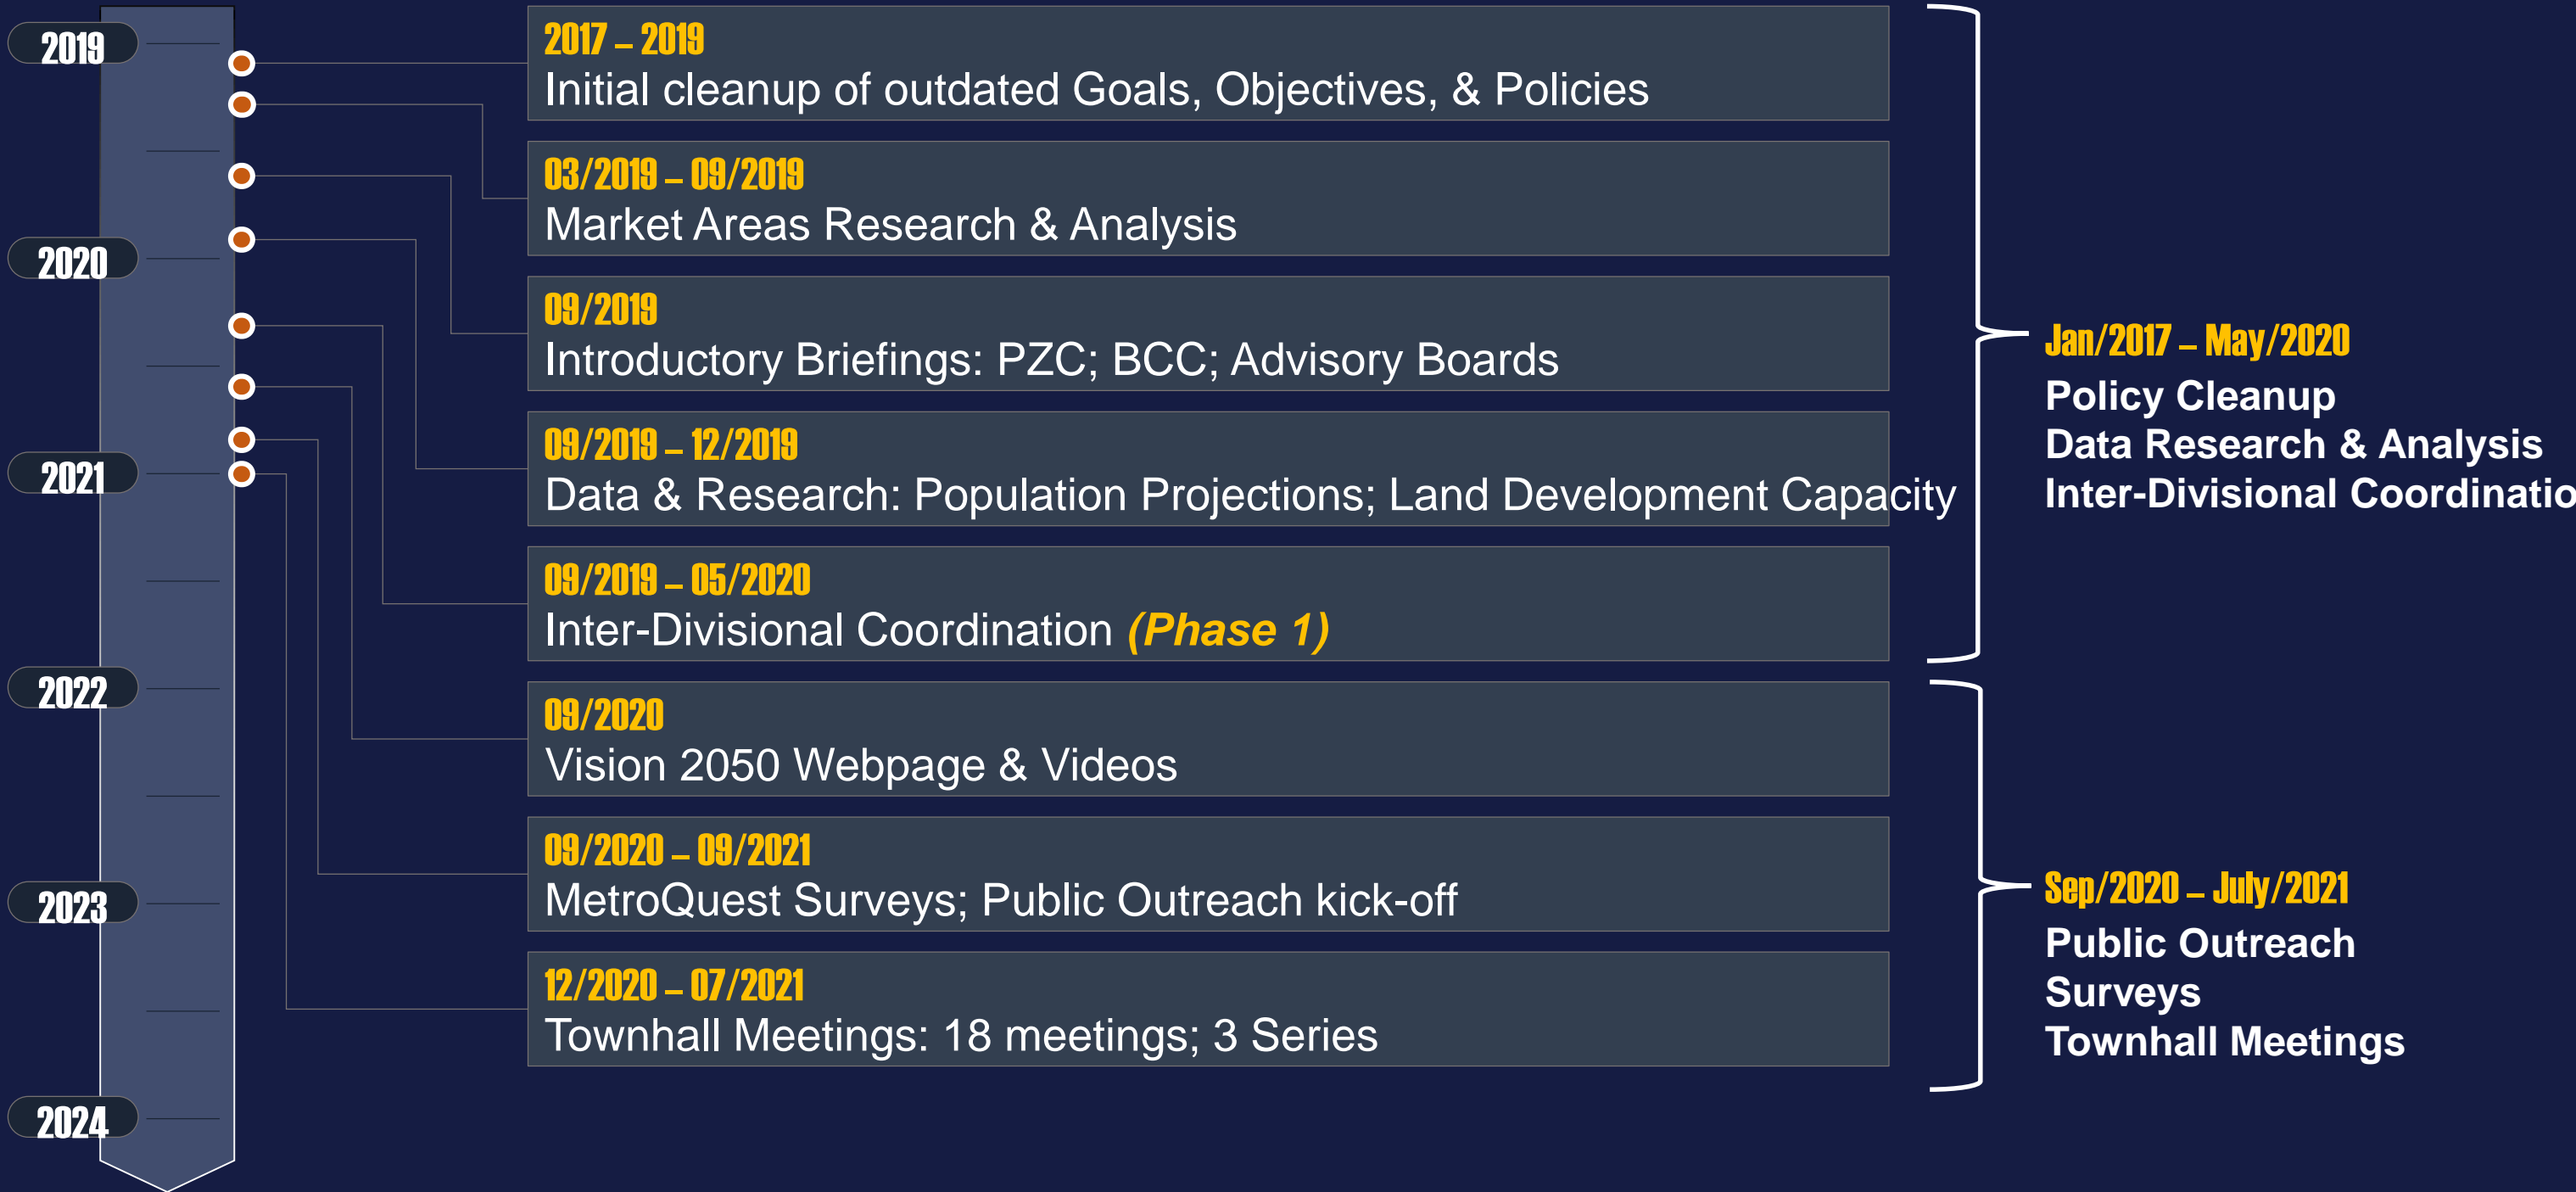 2019
2020
2021
2022
2023
2024
2017 – 2019
Initial cleanup of outdated Goals, Objectives, & Policies
03/2019 – 09/2019
Market Areas Research & Analysis
09/2019
Introductory Briefings: PZC; BCC; Advisory Boards
09/2019 – 12/2019
Data & Research: Population Projections; Land Development Capacity
09/2019 – 05/2020
Inter-Divisional Coordination (Phase 1)
09/2020
Vision 2050 Webpage & Videos
09/2020 – 09/2021
MetroQuest Surveys; Public Outreach kick-off
12/2020 – 07/2021
Townhall Meetings: 18 meetings; 3 Series
Jan/2017 – May/2020
Policy Cleanup
Data Research & Analysis
Inter-Divisional Coordinatio
Sep/2020 – July/2021
Public Outreach
Surveys
Townhall Meetings